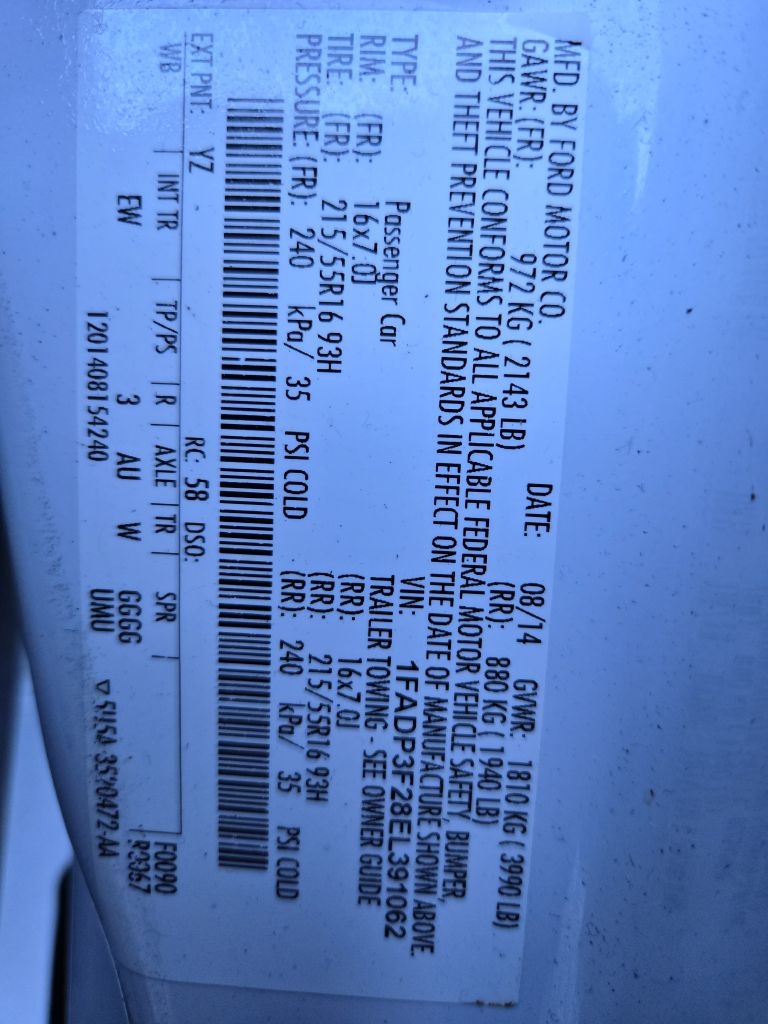 MFD. BY FORD MOTOR CO. DATE: 08/14 GVWR: 1810 KG ( 3990 LB)
GAWR: (FR): 972 KG ( 2143 LB) (RR): 880 KG ( 1940 LB)
THIS VEHICLE CONFORMS TO ALL APPLICABLE FEDERAL MOTOR VEHICLE SAFETY, BUMPER,
AND THEFT PREVENTION STANDARDS IN EFFECT ON THE DATE OF MANUFACTURE SHOWN ABOVE.
VIN: 1FADP3F28EL391062
TYPE: Passenger Car TRAILER TOWING - SEE OWNER GUIDE
RIM: (FR): 16x7.0J (RR): 16x7.0J
TIRE: (FR): 215/55R16 93H (RR): 215/55R16 93H
PRESSURE: (FR): 240 kPa/ 35 PSI COLD (RR): 240 kPa/ 35 PSI COLD
EXT PNT: YZ RC: 58 DSO: F0090
WB INT TR TP/PS R AXLE TR SPR R3367
EW 3 AU W GGGG
1201408154240 UMU